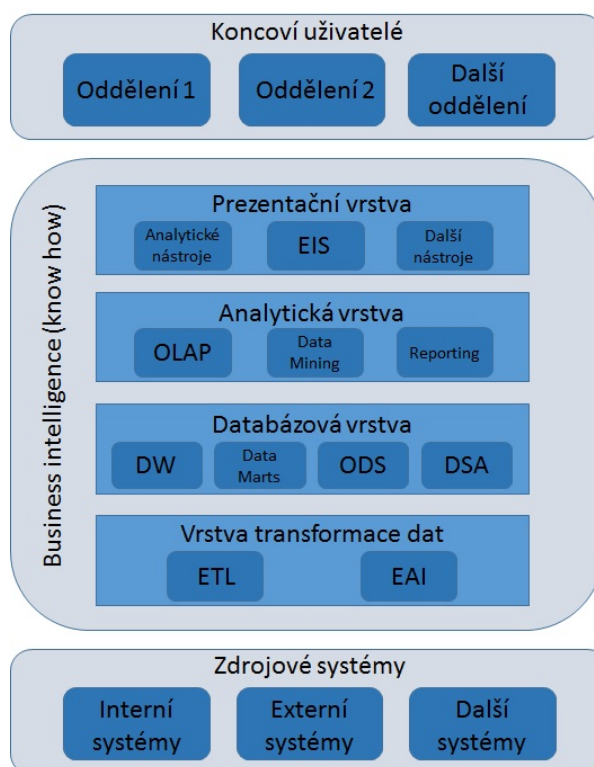 Koncoví uživatelé
Oddělení 1
Oddělení 2
Další
oddělení
Business intelligence (know how)
Prezentační vrstva
Analytické
nástroje
EIS
Další
nástroje
Analytická vrstva
OLAP
Data
Mining
Reporting
Databázová vrstva
DW
Data
Marts
ODS
DSA
Vrstva transformace dat
ETL
EAI
Zdrojové systémy
Interní
systémy
Externí
systémy
Další
systémy